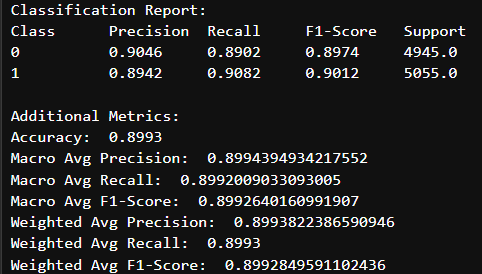 Classification Report:
Class Precision Recall F1-Score Support
0 0.9046 0.8902 0.8974 4945.0
1 0.8942 0.9082 0.9012 5055.0
Additional Metrics:
Accuracy: 0.8993
Macro Avg Precision: 0.8994394934217552
Macro Avg Recall: 0.8992009033093005
Macro Avg F1-Score: 0.8992640160991907
Weighted Avg Precision: 0.8993822386590946
Weighted Avg Recall: 0.8993
Weighted Avg F1-Score: 0.8992849591102436